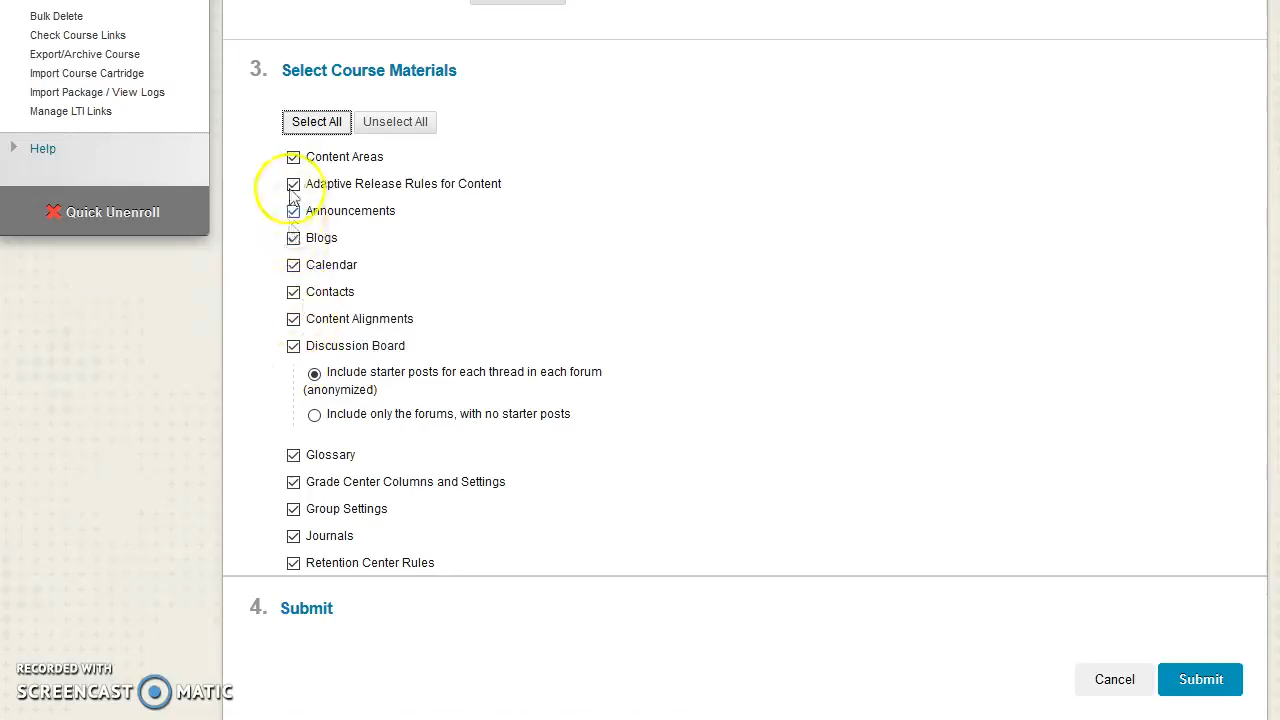 Bulk Delete
Check Course Links
Export/Archive Course
Import Course Cartridge
Import Package / View Logs
Manage LTI Links
Help
Quick Unenroll
3. Select Course Materials
Select All Unselect All
Content Areas
Adaptive Release Rules for Content
Announcements
Blogs
Calendar
Contacts
Content Alignments
Discussion Board
Include starter posts for each thread in each forum
(anonymized)
Include only the forums, with no starter posts
Glossary
Grade Center Columns and Settings
Group Settings
Journals
Retention Center Rules
4. Submit
Cancel Submit
RECORDED WITH
SCREENCAST MATIC